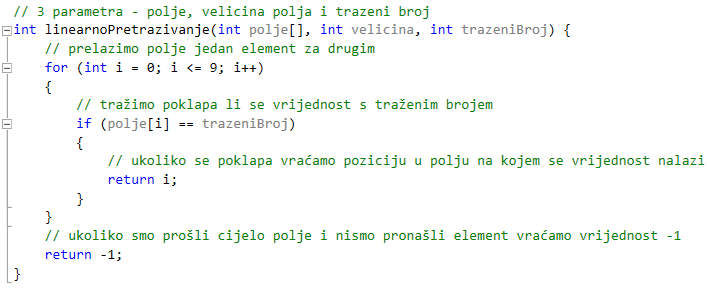 // 3 parametra - polje, velicina polja i trazeni broj
int linearnoPretrazivanje(int polje[], int velicina, int trazeniBroj) {
// prelazimo polje jedan element za drugim
for (int i = 0; i <= 9; i++)
{
// tražimo poklapa li se vrijednost s traženim brojem
if (polje[i] == trazeniBroj)
{
// ukoliko se poklapa vraćamo poziciju u polju na kojem se vrijednost nalazi
return i;
}
}
// ukoliko smo prošli cijelo polje i nismo pronašli element vraćamo vrijednost -1
return -1;
}